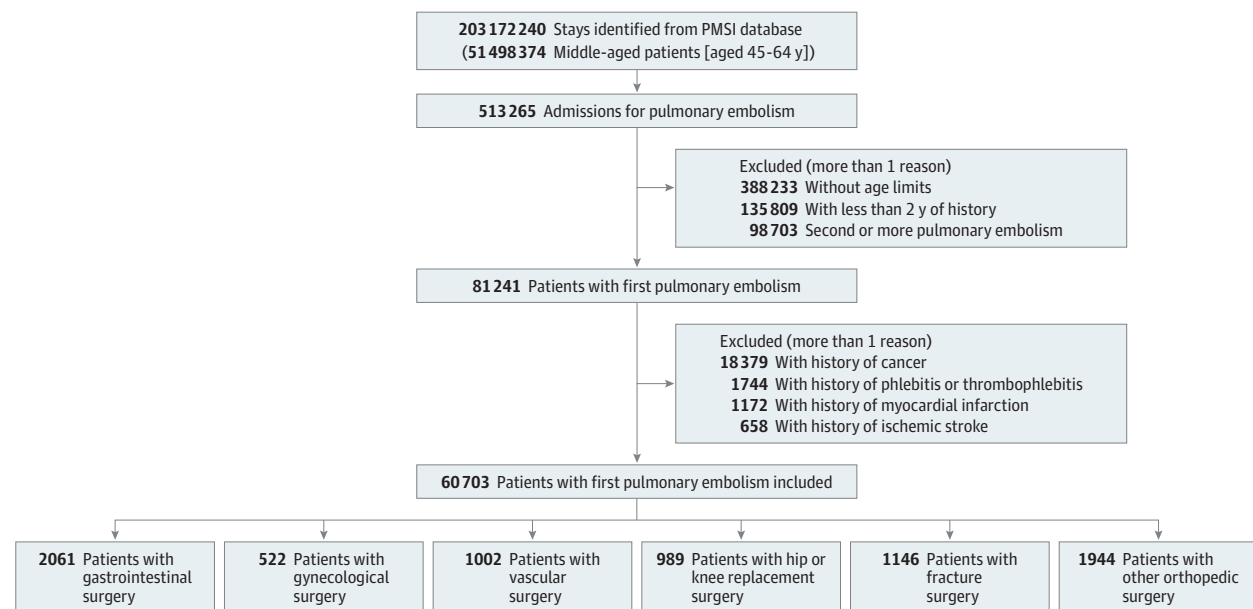 203 172 240 Stays identified from PMSI database
(51 498 374 Middle-aged patients [aged 45-64 y])
513 265 Admissions for pulmonary embolism
Excluded (more than 1 reason)
388 233 Without age limits
135 809 With less than 2 y of history
98 703 Second or more pulmonary embolism
81 241 Patients with first pulmonary embolism
Excluded (more than 1 reason)
18 379 With history of cancer
1744 With history of phlebitis or thrombophlebitis
1172 With history of myocardial infarction
658 With history of ischemic stroke
60 703 Patients with first pulmonary embolism included
2061 Patients with
gastrointestinal
surgery
522 Patients with
gynecological
surgery
1002 Patients with
vascular
surgery
989 Patients with hip or
knee replacement
surgery
1146 Patients with
fracture
surgery
1944 Patients with
other orthopedic
surgery